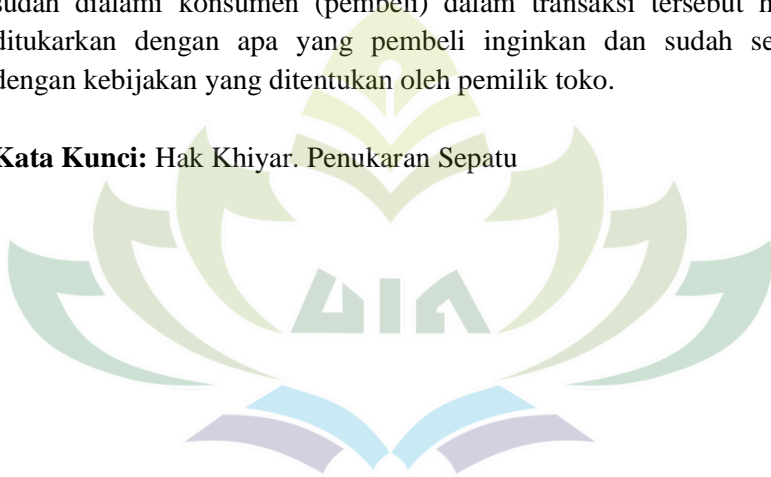 sudah dialami konsumen (pembeli) dalam transaksi tersebut
ditukarkan dengan apa yang pembeli inginkan dan sudah
dengan kebijakan yang ditentukan oleh pemilik toko.
Kata Kunci: Hak Khiyar. Penukaran Sepatu
UIN